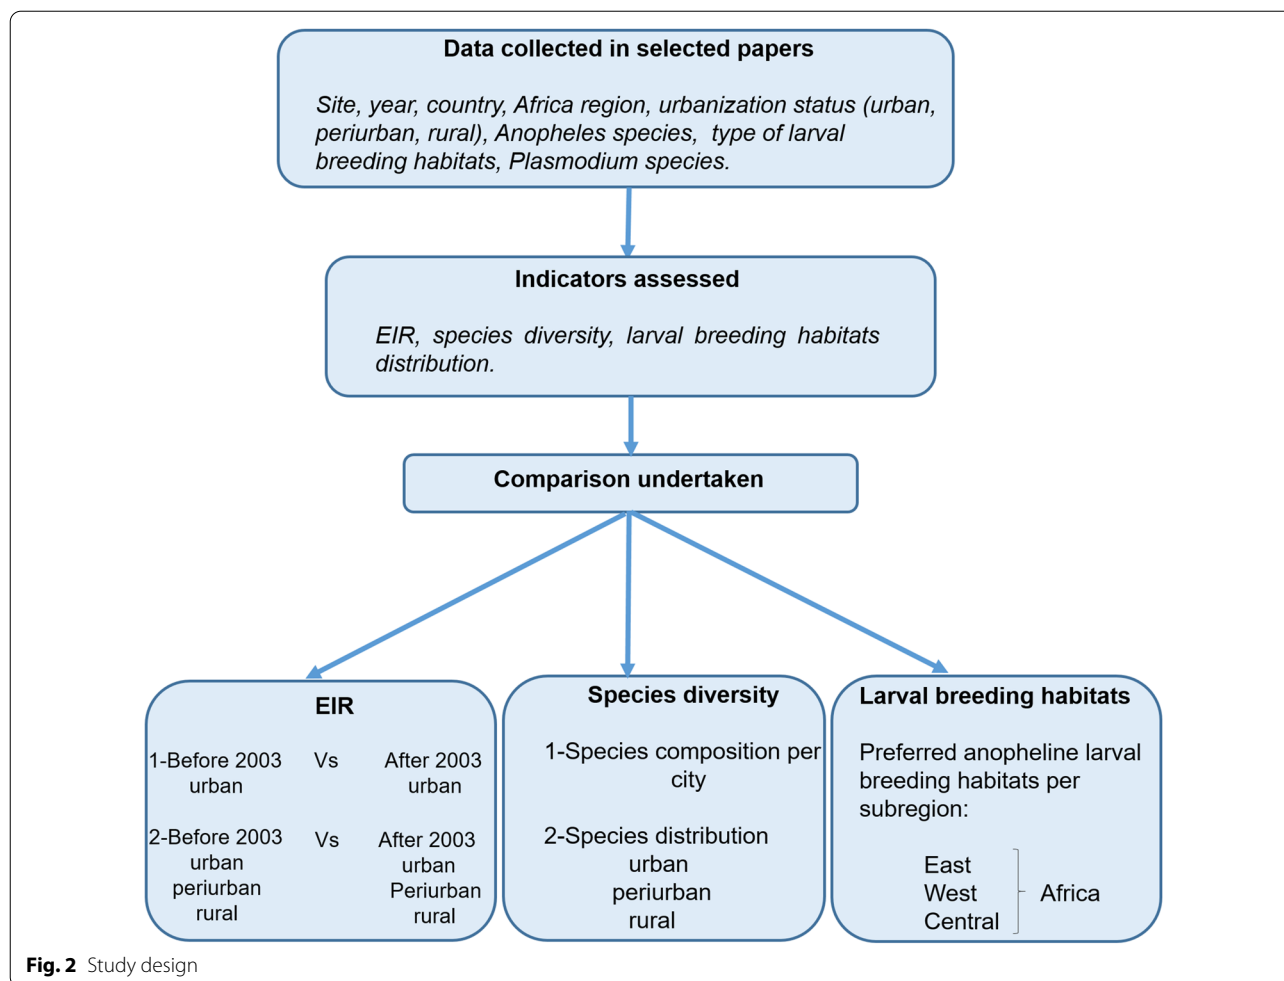 Data collected in selected papers
Site, year, country, Africa region, urbanization status (urban,
periurban, rural), Anopheles species, type of larval
breeding habitats, Plasmodium species.
Indicators assessed
EIR, species diversity, larval breeding habitats
distribution.
Comparison undertaken
EIR
1-Before 2003 Vs After 2003
urban urban
2-Before 2003 Vs After 2003
urban urban
periurban Periurban
rural rural
Species diversity
1-Species composition per
city
2-Species distribution
urban
periurban
rural
Larval breeding habitats
Preferred anopheline larval
breeding habitats per
subregion:
East
West Africa
Central
Fig. 2 Study design